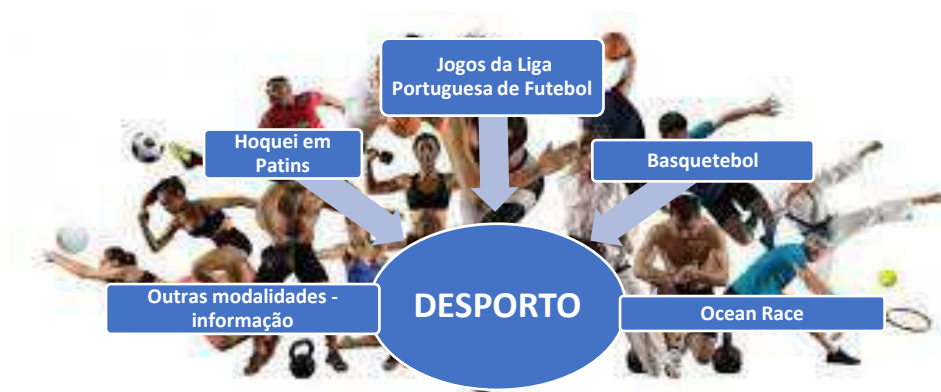 Jogos da Liga
Portuguesa de Futebol
Hoquei em
Patins
Basquetebol
Outras modalidades -
informação
DESPORTO
Ocean Race